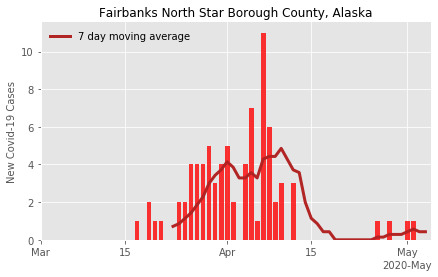 Fairbanks North Star Borough County, Alaska
7 day moving average
New Covid-19 Cases
10
8
6
4
2
0
Mar 15 Apr 15 May
2020-May